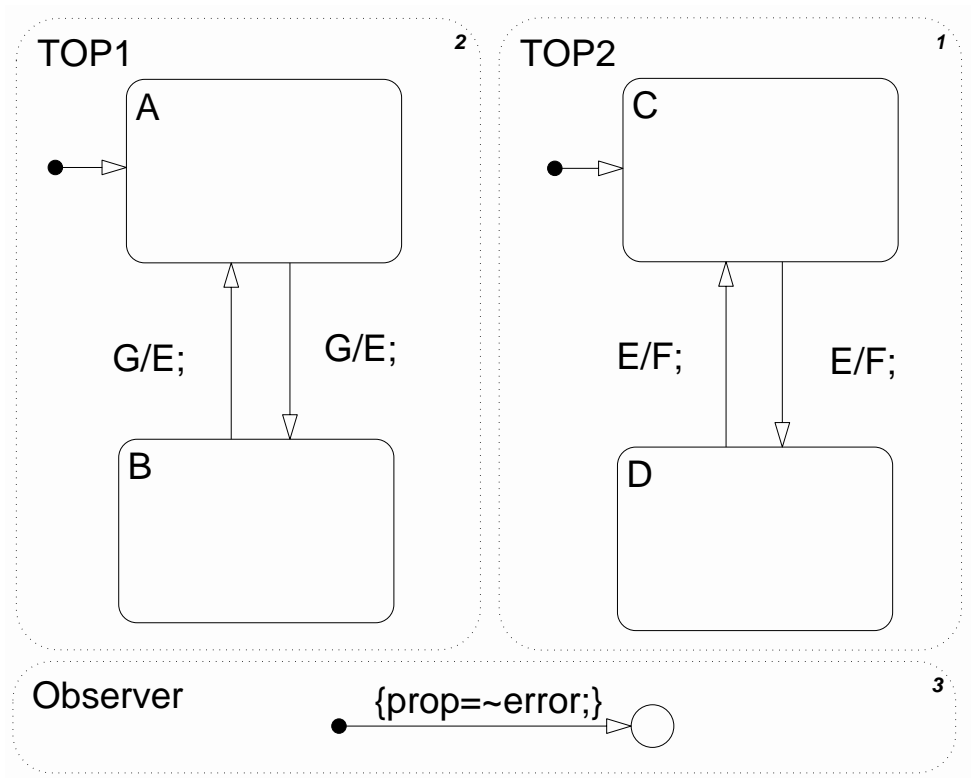 TOP1 2
A
G/E;
G/E;
B
TOP2 1
C
E/F;
E/F;
D
Observer 3
{prop=~error;}